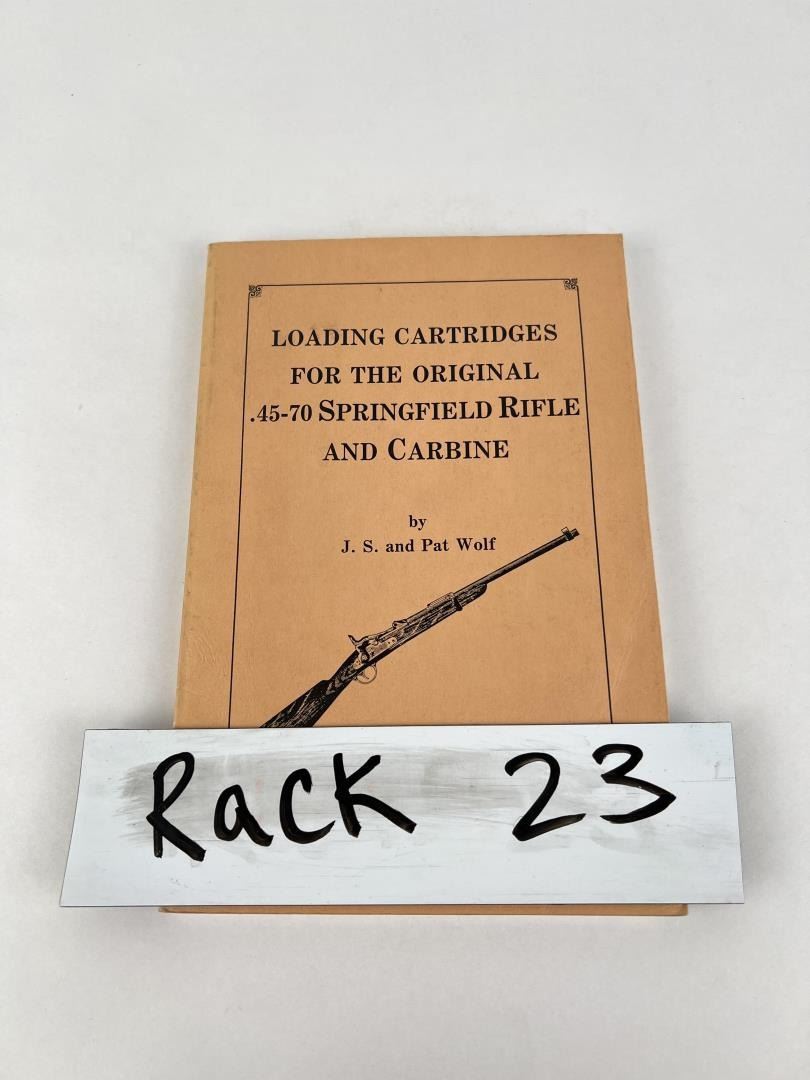 LOADING CARTRIDGES
FOR THE ORIGINAL
.45-70 SPRINGFIELD RIFLE
AND CARBINE
by
J. S. and Pat Wolf
Rack 23